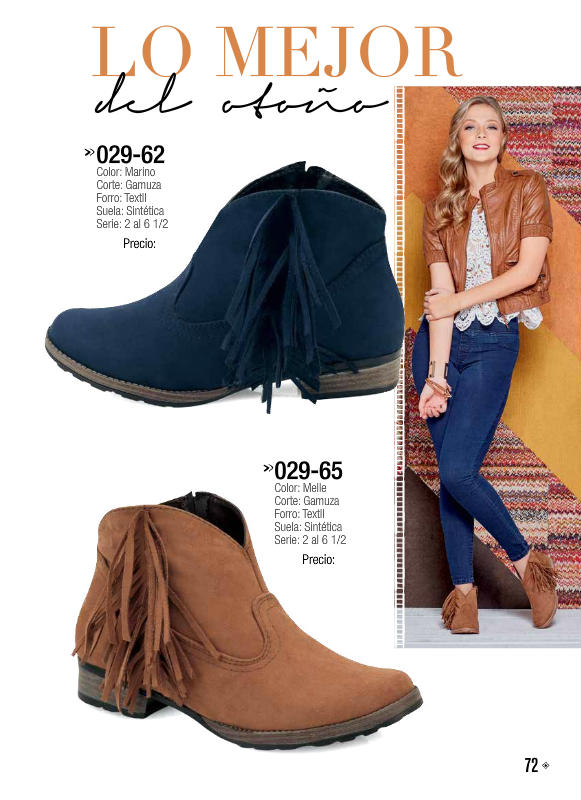 LO MEJOR
del otoño
029-62
Color: Marino
Corte: Gamuza
Forro: Textil
Suela: Sintética
Serie: 2 al 6 1/2
Precio:
029-65
Color: Melle
Corte: Gamuza
Forro: Textil
Suela: Sintética
Serie: 2 al 6 1/2
Precio:
72